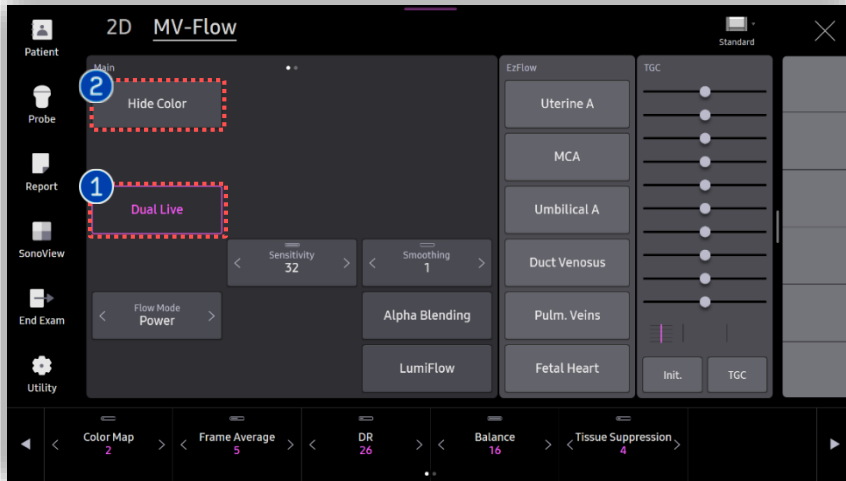 2D MV-Flow
Standard
Patient
Probe
Report
SonoView
End Exam
Utility
Main
2
Hide Color
1
Dual Live
Sensitivity
32
Smoothing
1
Flow Mode
Power
Alpha Blending
LumiFlow
EzFlow
Uterine A
MCA
Umbilical A
Duct Venosus
Pulm. Veins
Fetal Heart
TGC
Init.
TGC
Color Map
2
Frame Average
5
DR
26
Balance
16
Tissue Suppression
4